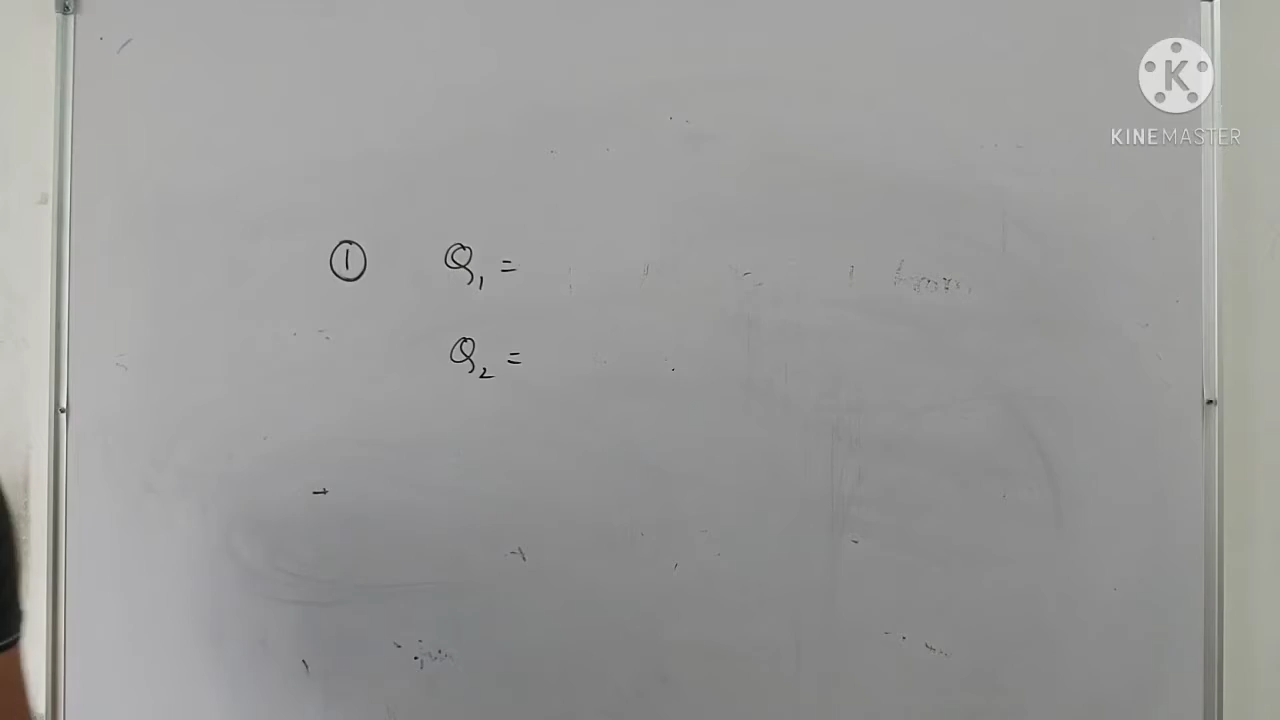 KINEMASTER
① Q₁ =
Q₂ =